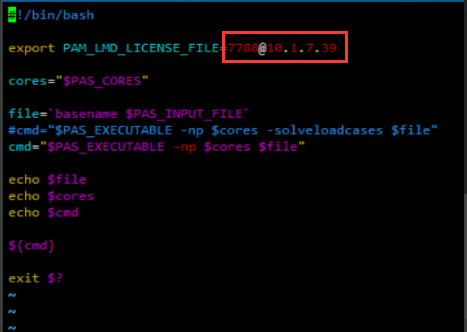 #!/bin/bash
export PAM_LMD_LICENSE_FILE=7788@10.1.7.39
cores="$PAS_CORES"
file=`basename $PAS_INPUT_FILE`
#cmd="$PAS_EXECUTABLE -np $cores -solveloadcases $file"
cmd="$PAS_EXECUTABLE -np $cores $file"
echo $file
echo $cores
echo $cmd
${cmd}
exit $?
~
~
~